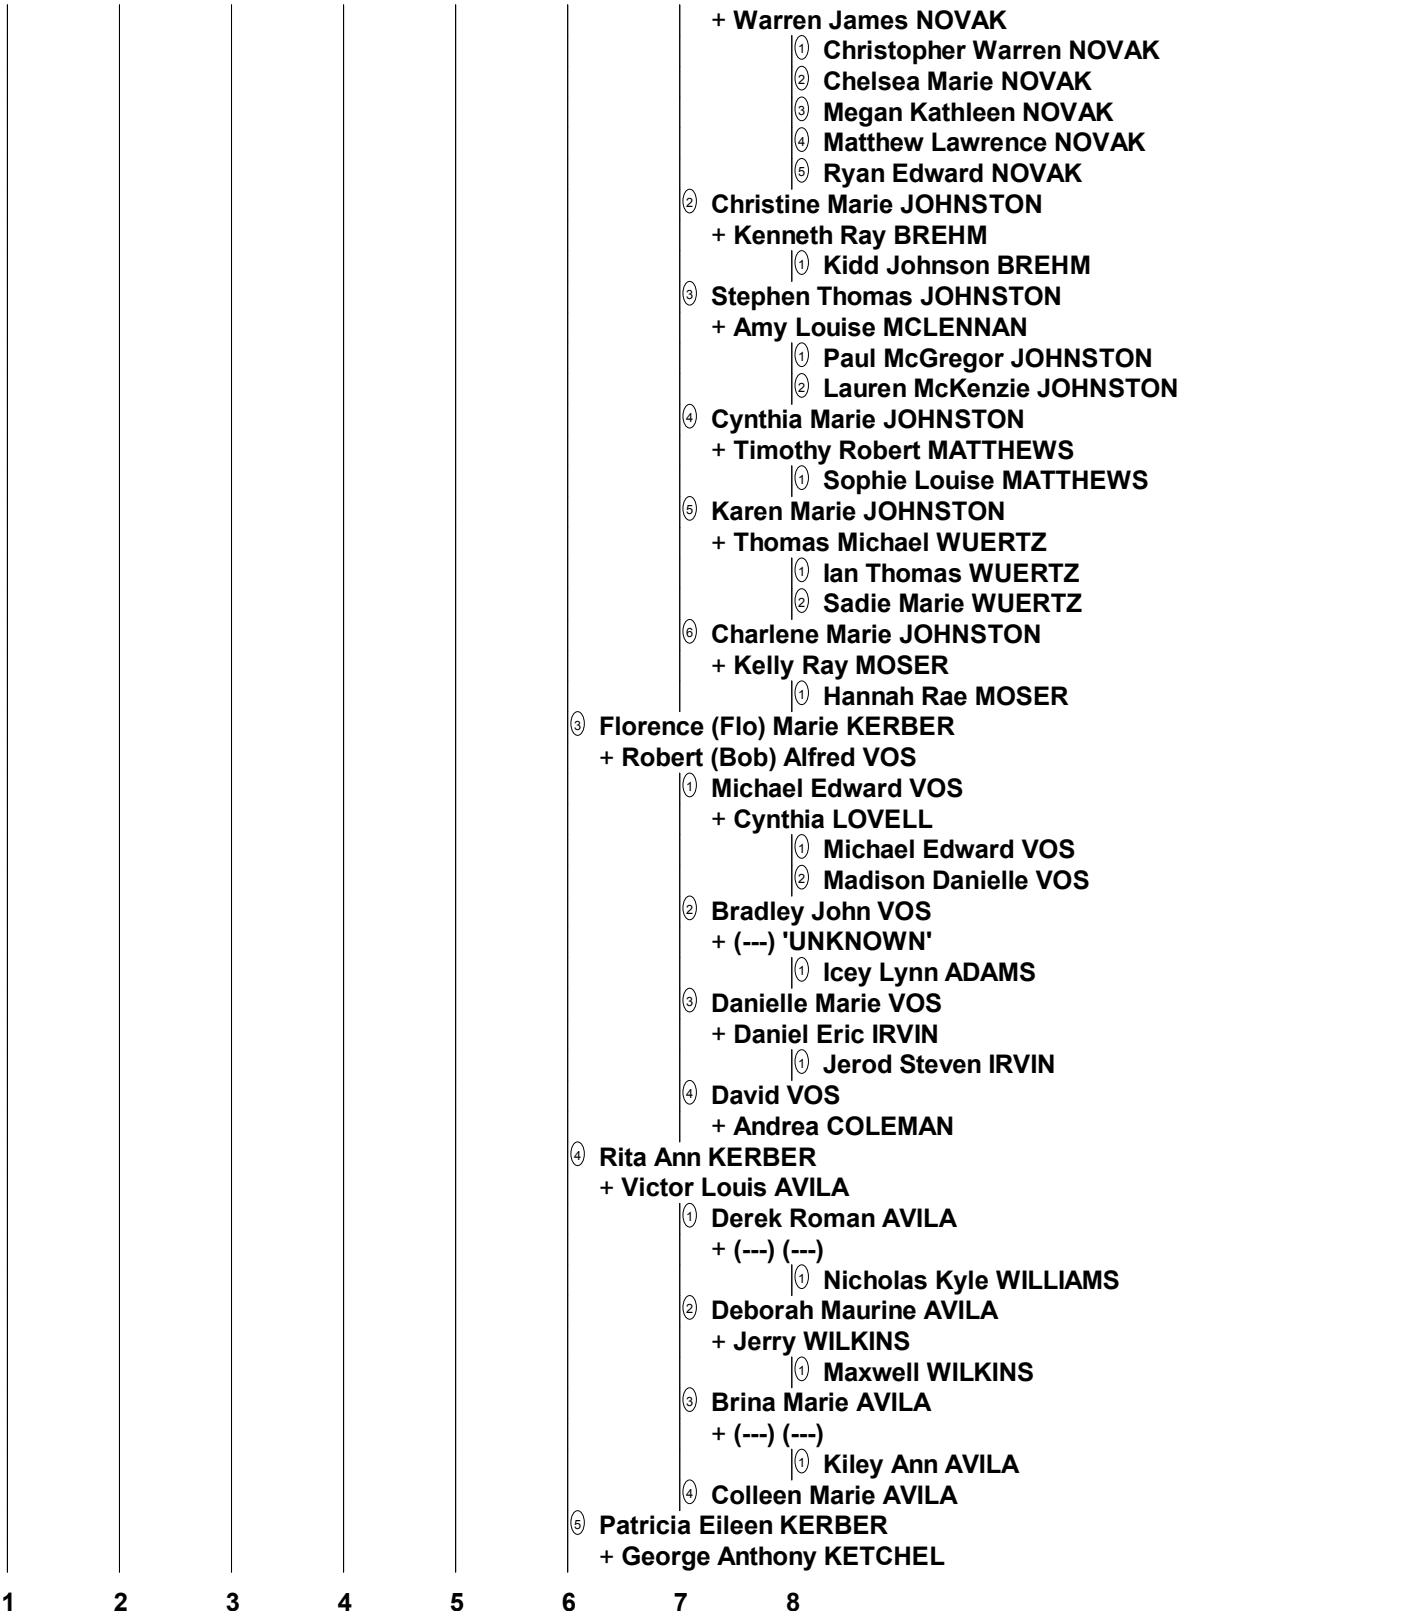 + Warren James NOVAK
1 Christopher Warren NOVAK
2 Chelsea Marie NOVAK
3 Megan Kathleen NOVAK
4 Matthew Lawrence NOVAK
5 Ryan Edward NOVAK
2 Christine Marie JOHNSTON
+ Kenneth Ray BREHM
1 Kidd Johnson BREHM
3 Stephen Thomas JOHNSTON
+ Amy Louise MCLENNAN
1 Paul McGregor JOHNSTON
2 Lauren McKenzie JOHNSTON
4 Cynthia Marie JOHNSTON
+ Timothy Robert MATTHEWS
1 Sophie Louise MATTHEWS
5 Karen Marie JOHNSTON
+ Thomas Michael WUERTZ
1 Ian Thomas WUERTZ
2 Sadie Marie WUERTZ
6 Charlene Marie JOHNSTON
+ Kelly Ray MOSER
1 Hannah Rae MOSER
3 Florence (Flo) Marie KERBER
+ Robert (Bob) Alfred VOS
1 Michael Edward VOS
+ Cynthia LOVELL
1 Michael Edward VOS
2 Madison Danielle VOS
2 Bradley John VOS
+ (---) 'UNKNOWN'
1 Icey Lynn ADAMS
3 Danielle Marie VOS
+ Daniel Eric IRVIN
1 Jerod Steven IRVIN
4 David VOS
+ Andrea COLEMAN
4 Rita Ann KERBER
+ Victor Louis AVILA
1 Derek Roman AVILA
+ (---) (---)
1 Nicholas Kyle WILLIAMS
2 Deborah Maurine AVILA
+ Jerry WILKINS
1 Maxwell WILKINS
3 Brina Marie AVILA
+ (---) (---)
1 Kiley Ann AVILA
4 Colleen Marie AVILA
5 Patricia Eileen KERBER
+ George Anthony KETCHEL
1 2 3 4 5 6 7 8